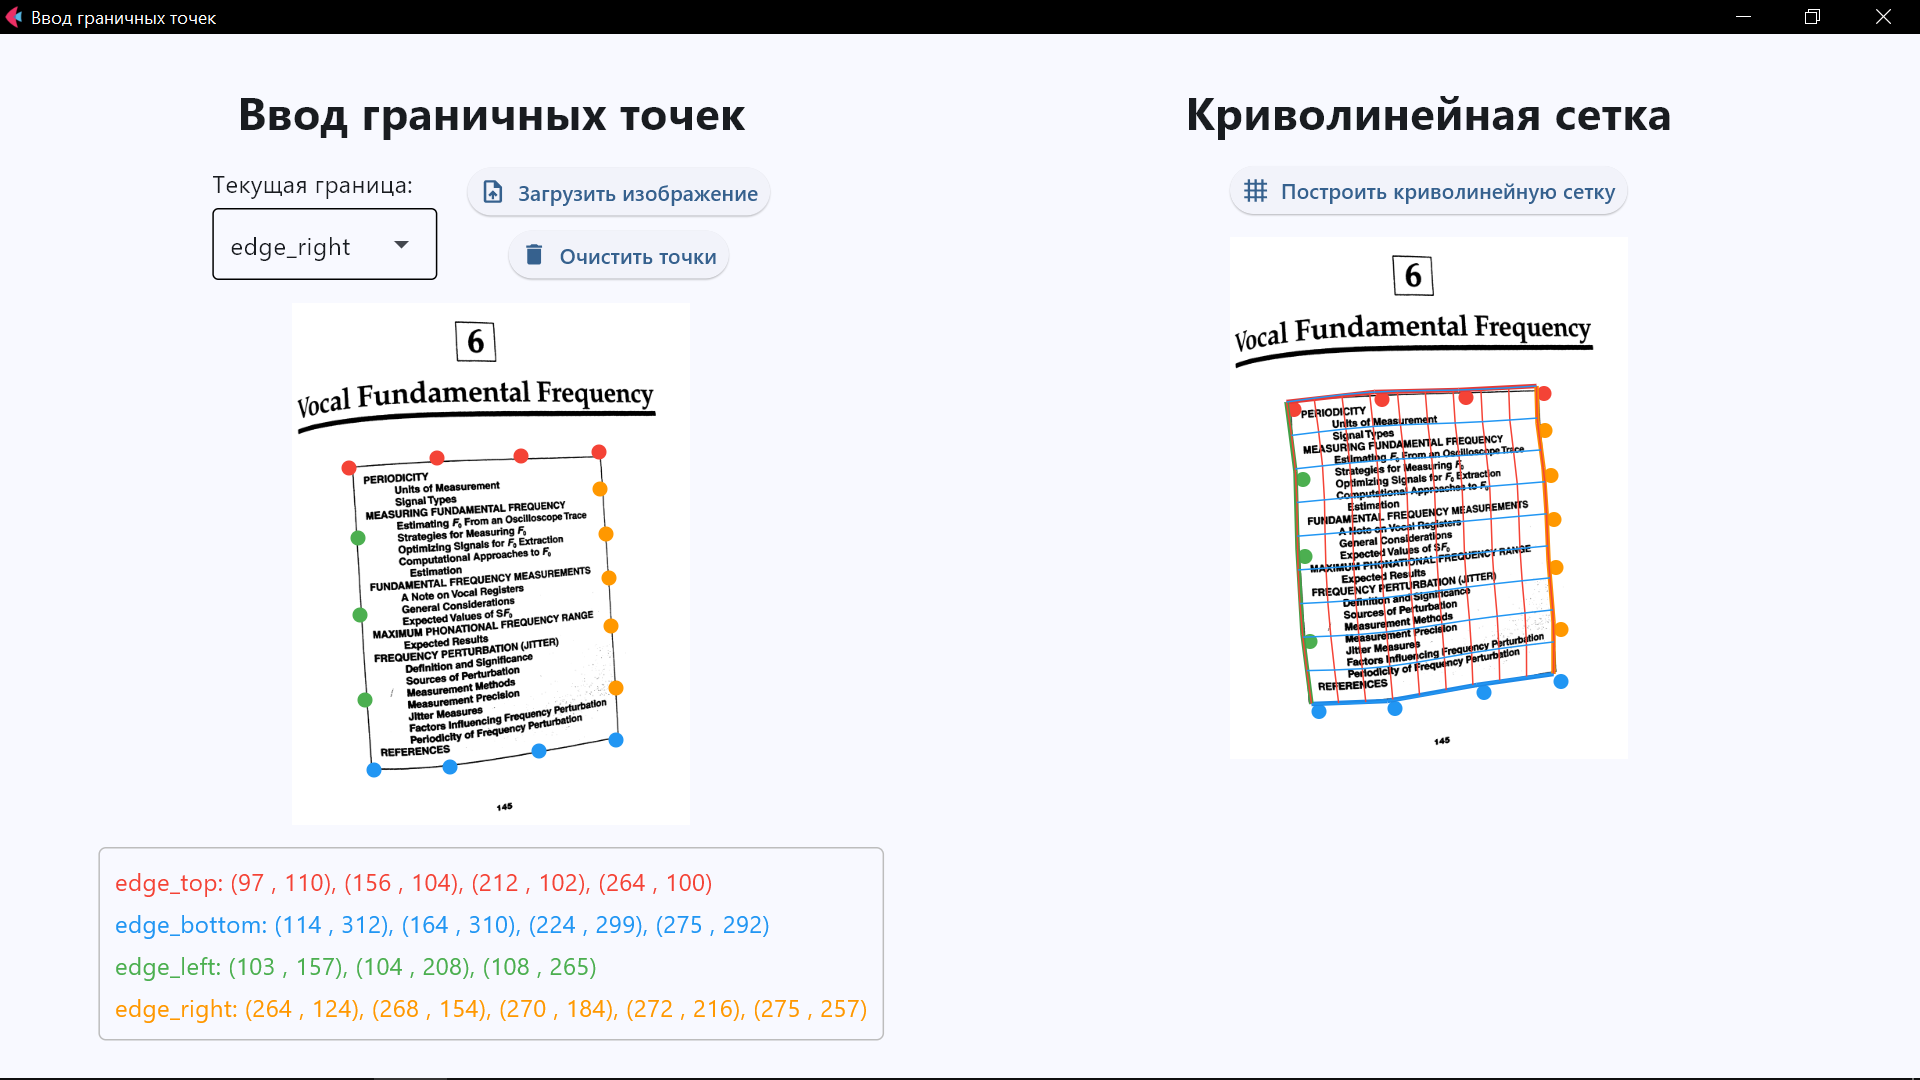 Ввод граничных точек
Ввод граничных точек
Текущая граница:
edge_right
Загрузить изображение
Очистить точки
6
Vocal Fundamental Frequency
PERIODICITY
Units of Measurement
Signal Types
MEASURING FUNDAMENTAL FREQUENCY
Estimating F₀ From an Oscilloscope Trace
Strategies for Measuring F₀
Optimizing Signals for F₀ Extraction
Computational Approaches to F₀
Estimation
FUNDAMENTAL FREQUENCY MEASUREMENTS
A Note on Vocal Registers
General Considerations
Expected Values of SF₀
MAXIMUM PHONATIONAL FREQUENCY RANGE
Expected Results
FREQUENCY PERTURBATION (JITTER)
Definition and Significance
Sources of Perturbation
Measurement Methods
Measurement Precision
Jitter Measures
Factors Influencing Frequency Perturbation
Periodicity of Frequency Perturbation
REFERENCES
145
edge_top: (97 , 110), (156 , 104), (212 , 102), (264 , 100)
edge_bottom: (114 , 312), (164 , 310), (224 , 299), (275 , 292)
edge_left: (103 , 157), (104 , 208), (108 , 265)
edge_right: (264 , 124), (268 , 154), (270 , 184), (272 , 216), (275 , 257)
Криволинейная сетка
Построить криволинейную сетку
6
Vocal Fundamental Frequency
PERIODICITY
Units of Measurement
Signal Types
MEASURING FUNDAMENTAL FREQUENCY
Estimating F₀ From an Oscilloscope Trace
Strategies for Measuring F₀
Optimizing Signals for F₀ Extraction
Computational Approaches to F₀
Estimation
FUNDAMENTAL FREQUENCY MEASUREMENTS
A Note on Vocal Registers
General Considerations
Expected Values of SF₀
MAXIMUM PHONATIONAL FREQUENCY RANGE
Expected Results
FREQUENCY PERTURBATION (JITTER)
Definition and Significance
Sources of Perturbation
Measurement Methods
Measurement Precision
Jitter Measures
Factors Influencing Frequency Perturbation
Periodicity of Frequency Perturbation
REFERENCES
145